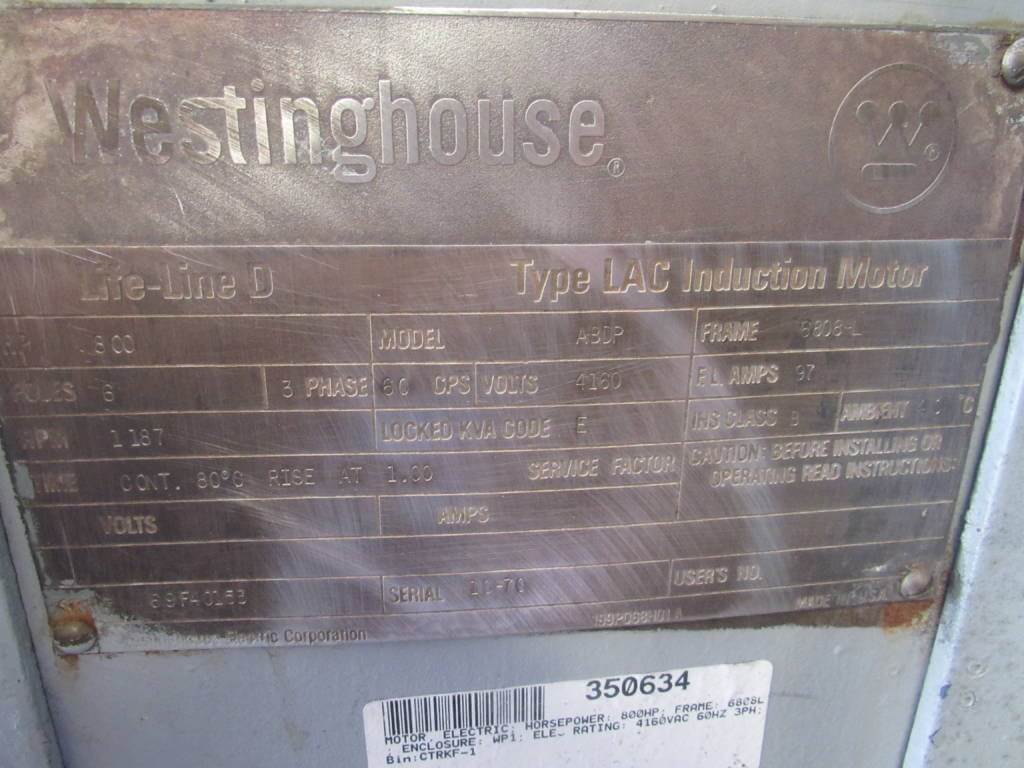 Westinghouse®
Life-Line D Type LAC Induction Motor
HP 800 MODEL ABDP FRAME 6808-L
POLES 6 3 PHASE 60 CPS VOLTS 4160 F.L. AMPS 97
RPM 1187 LOCKED KVA CODE E INS CLASS B AMBIENT 40 °C
TIME CONT. 80°C RISE AT 1.00 SERVICE FACTOR CAUTION: BEFORE INSTALLING OR
OPERATING READ INSTRUCTIONS.
VOLTS AMPS
SERIAL USER'S NO.
Electric Corporation MADE IN U.S.A.
350634
MOTOR, ELECTRIC, HORSEPOWER: 800HP; FRAME: 6808L
; ENCLOSURE: WP1; ELE. RATING: 4160VAC 60HZ 3PH;
Bin:CTRKF-1